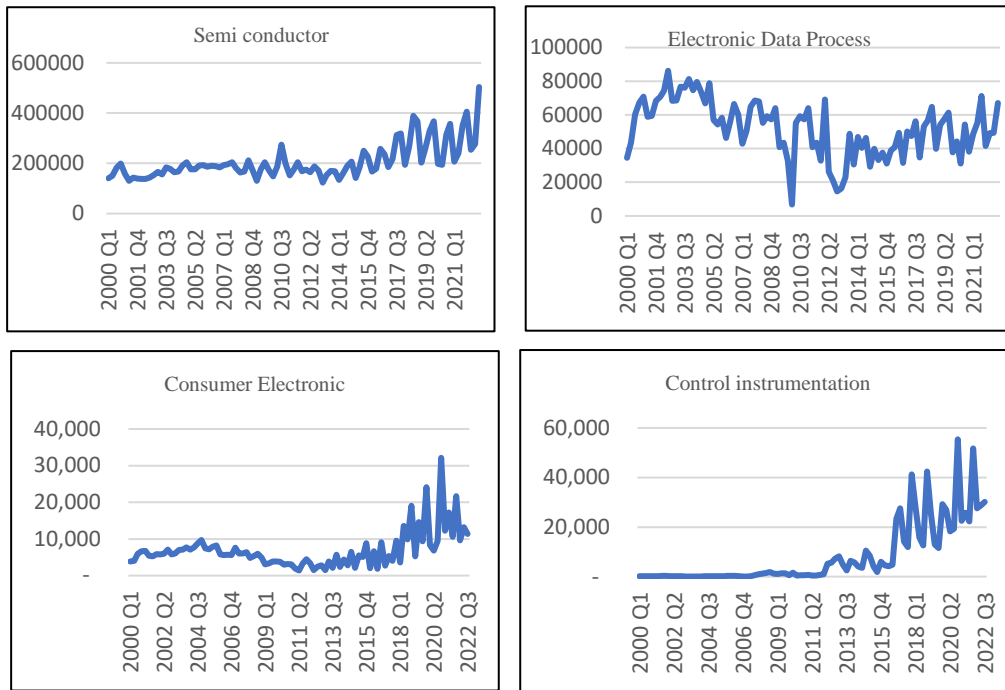 Semi conductor
600000
400000
200000
0
2000 Q1
2001 Q4
2003 Q3
2005 Q2
2007 Q1
2008 Q4
2010 Q3
2012 Q2
2014 Q1
2015 Q4
2017 Q3
2019 Q2
2021 Q1
Electronic Data Process
100000
80000
60000
40000
20000
0
2000 Q1
2001 Q4
2003 Q3
2005 Q2
2007 Q1
2008 Q4
2010 Q3
2012 Q2
2014 Q1
2015 Q4
2017 Q3
2019 Q2
2021 Q1
Consumer Electronic
40,000
30,000
20,000
10,000
-
2000 Q1
2002 Q2
2004 Q3
2006 Q4
2009 Q1
2011 Q2
2013 Q3
2015 Q4
2018 Q1
2020 Q2
2022 Q3
Control instrumentation
60,000
40,000
20,000
-
2000 Q1
2002 Q2
2004 Q3
2006 Q4
2009 Q1
2011 Q2
2013 Q3
2015 Q4
2018 Q1
2020 Q2
2022 Q3